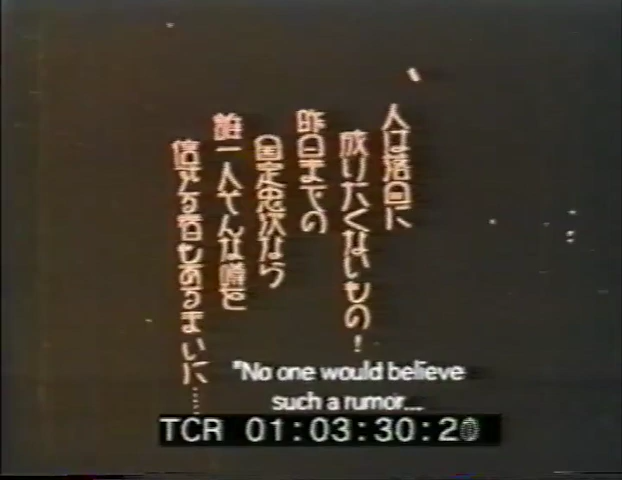 人は落目に
成りたくないもの！
昨日までの
国定忠次なら
誰一人そんな噂を
信ずる者もあるまいに……
"No one would believe
such a rumor...
TCR 01:03:30:2